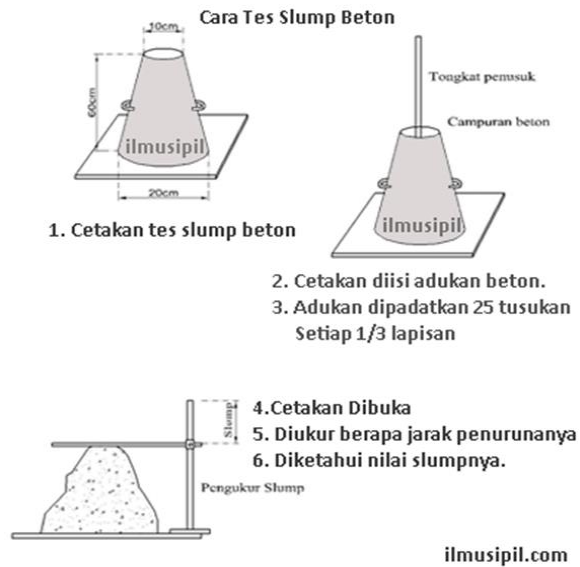 Cara Tes Slump Beton
10cm
60cm
ilmusipil
20cm
1. Cetakan tes slump beton
Tongkat penusuk
Campuran beton
ilmusipil
2. Cetakan diisi adukan beton.
3. Adukan dipadatkan 25 tusukan
Setiap 1/3 lapisan
Slump
4.Cetakan Dibuka
5. Diukur berapa jarak penurunanya
6. Diketahui nilai slumpnya.
Pengukur Slump
ilmusipil.com